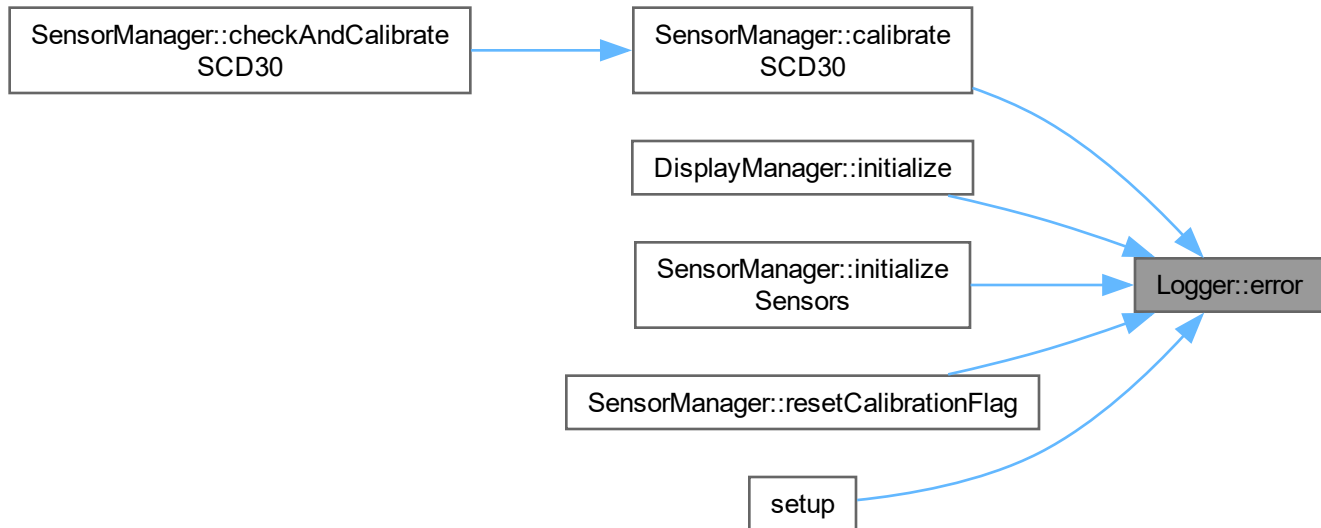 SensorManager::checkAndCalibrate
SCD30
SensorManager::calibrate
SCD30
DisplayManager::initialize
SensorManager::initialize
Sensors
Logger::error
SensorManager::resetCalibrationFlag
setup